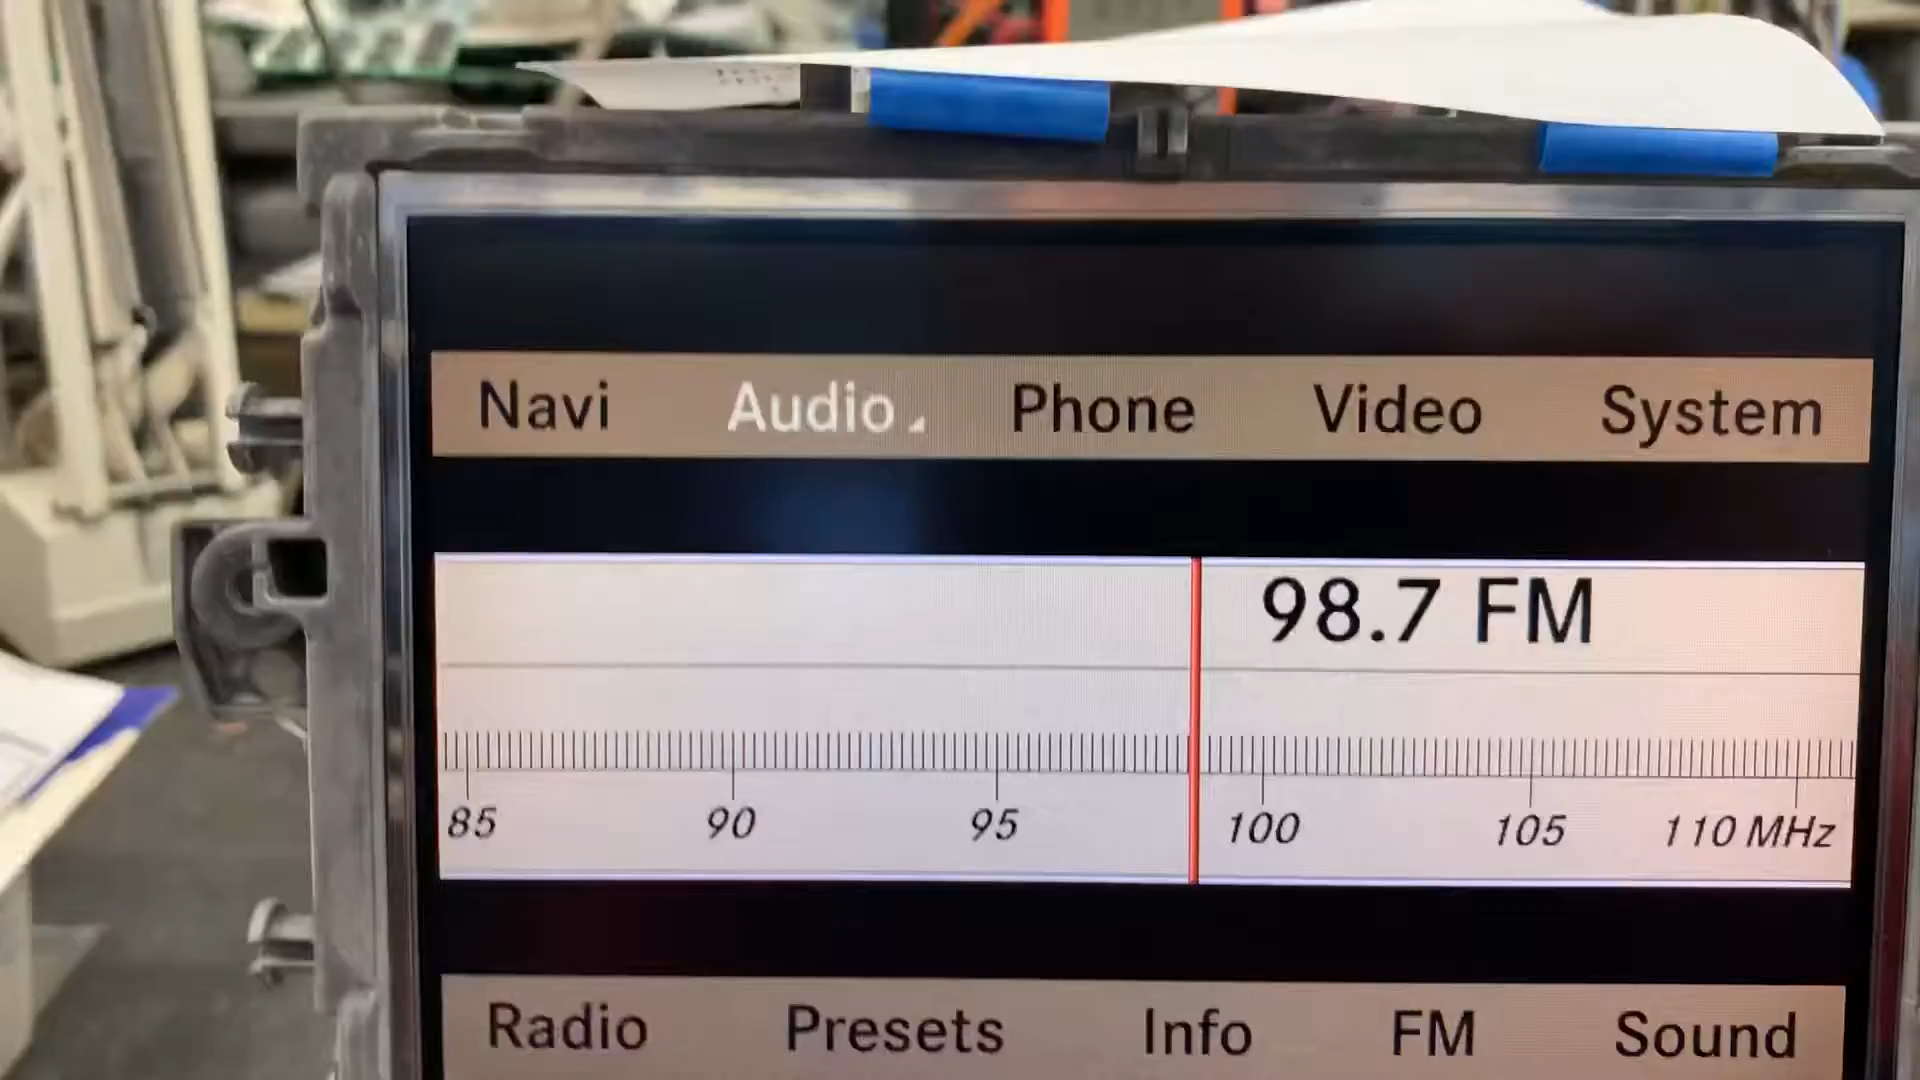 Navi Audio Phone Video System
98.7 FM
85 90 95 100 105 110 MHz
Radio Presets Info FM Sound